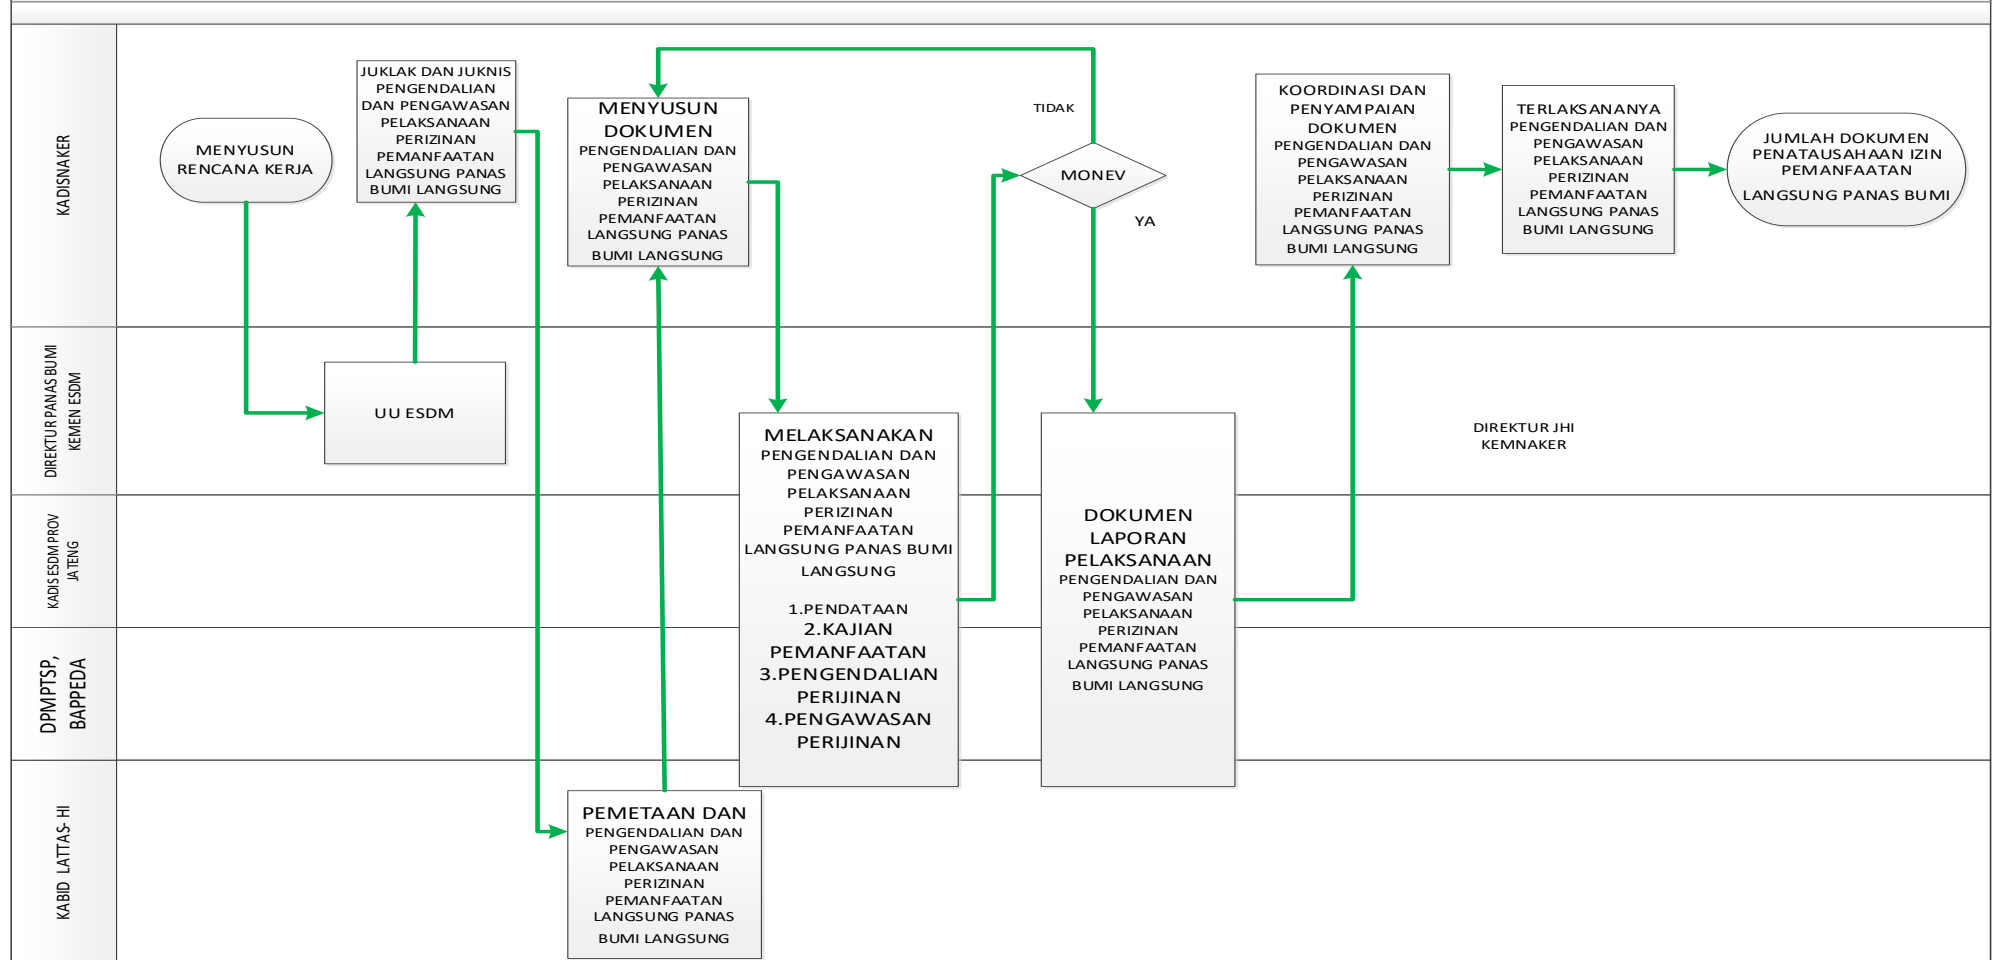 KADISNAKER
MENYUSUN
RENCANA KERJA
JUKLAK DAN JUKNIS
PENGENDALIAN
DAN PENGAWASAN
PELAKSANAAN
PERIZINAN
PEMANFAATAN
LANGSUNG PANAS
BUMI LANGSUNG
MENYUSUN
DOKUMEN
PENGENDALIAN DAN
PENGAWASAN
PELAKSANAAN
PERIZINAN
PEMANFAATAN
LANGSUNG PANAS
BUMI LANGSUNG
TIDAK
MONEV
YA
KOORDINASI DAN
PENYAMPAIAN
DOKUMEN
PENGENDALIAN DAN
PENGAWASAN
PELAKSANAAN
PERIZINAN
PEMANFAATAN
LANGSUNG PANAS
BUMI LANGSUNG
TERLAKSANANYA
PENGENDALIAN DAN
PENGAWASAN
PELAKSANAAN
PERIZINAN
PEMANFAATAN
LANGSUNG PANAS
BUMI LANGSUNG
JUMLAH DOKUMEN
PENATAUSAHAAN IZIN
PEMANFAATAN
LANGSUNG PANAS BUMI
DIREKTUR PANAS BUMI
KEMEN ESDM
UU ESDM
DIREKTUR JHI
KEMNAKER
KADIS ESDM PROV
JATENG
MELAKSANAKAN
PENGENDALIAN DAN
PENGAWASAN
PELAKSANAAN
PERIZINAN
PEMANFAATAN
LANGSUNG PANAS BUMI
LANGSUNG
1.PENDATAAN
2.KAJIAN
PEMANFAATAN
3.PENGENDALIAN
PERIJINAN
4.PENGAWASAN
PERIJINAN
DOKUMEN
LAPORAN
PELAKSANAAN
PENGENDALIAN DAN
PENGAWASAN
PELAKSANAAN
PERIZINAN
PEMANFAATAN
LANGSUNG PANAS
BUMI LANGSUNG
DPMPTSP,
BAPPEDA
KABID LATTAS- HI
PEMETAAN DAN
PENGENDALIAN DAN
PENGAWASAN
PELAKSANAAN
PERIZINAN
PEMANFAATAN
LANGSUNG PANAS
BUMI LANGSUNG